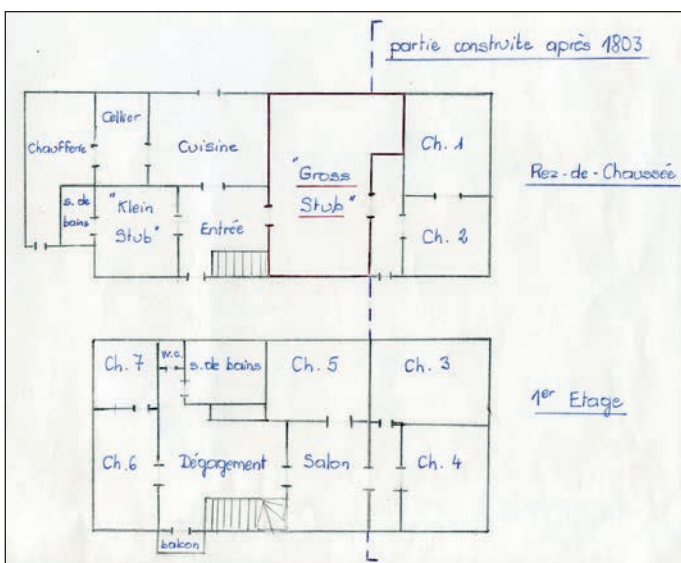 partie construite après 1803
Cellier
Chaufferie
Cuisine
Ch. 1
"Gross
Stub"
Rez-de-Chaussée
s. de
bains
"Klein
Stub"
Entrée
Ch. 2
Ch. 7
w.c.
s. de bains
Ch. 5
Ch. 3
1er Etage
Ch. 6
Dégagement
Salon
Ch. 4
balcon